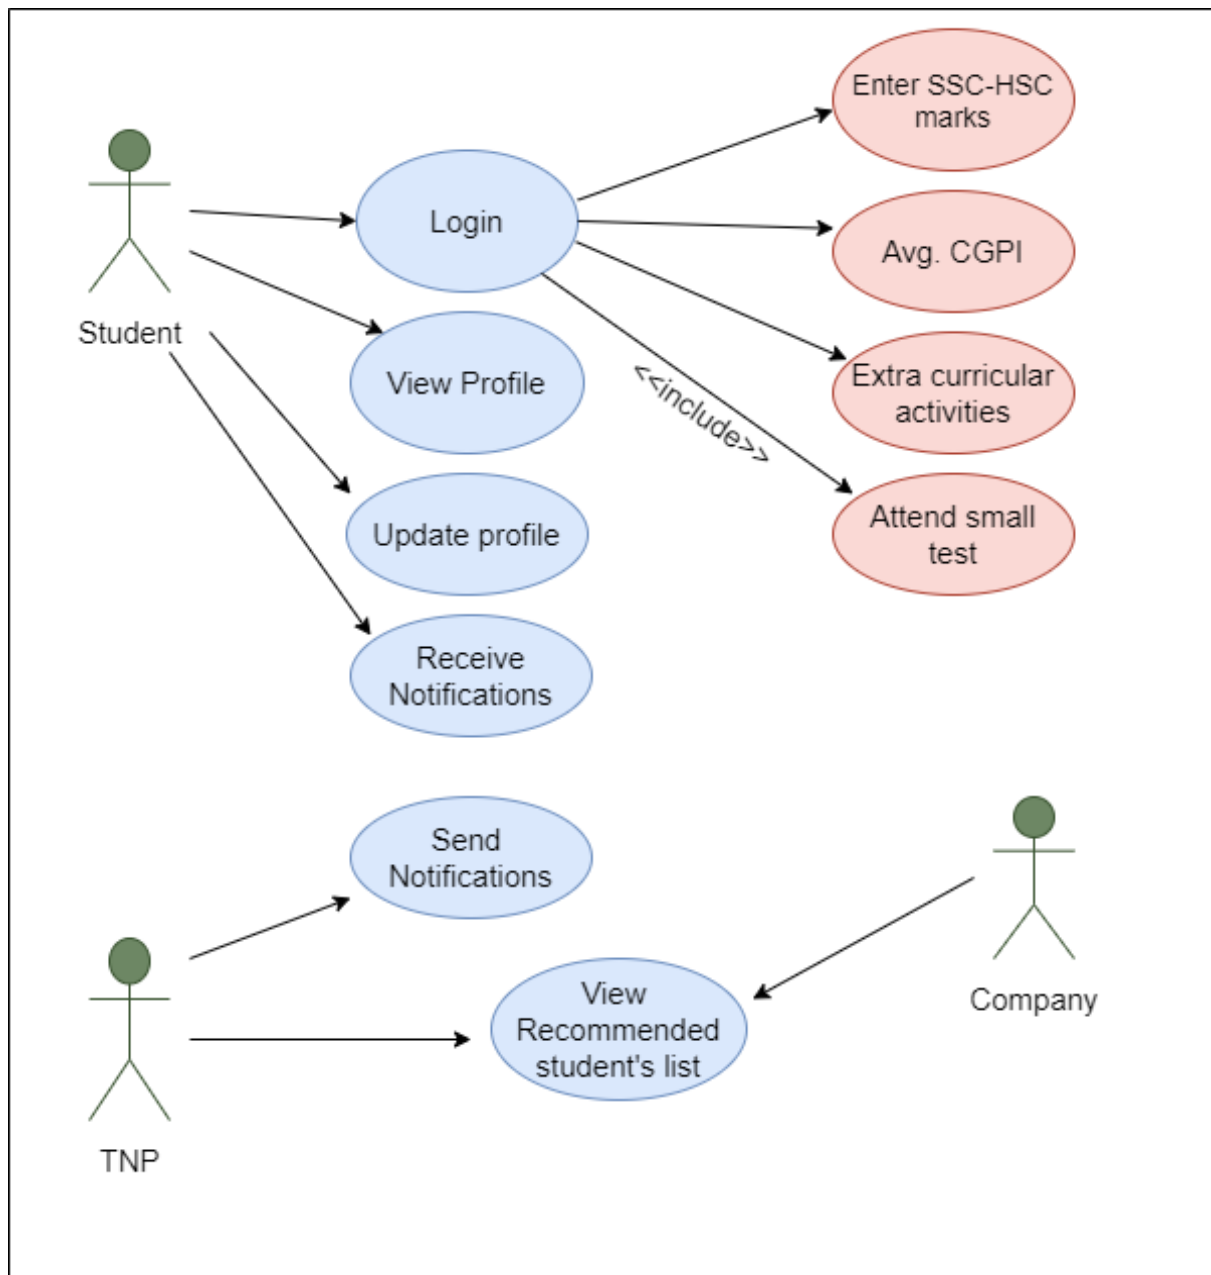 Enter SSC-HSC
marks
Login
Avg. CGPI
Student
View Profile
Extra curricular
activities
<<include>>
Update profile
Attend small
test
Receive
Notifications
Send
Notifications
View
Recommended
student's list
Company
TNP